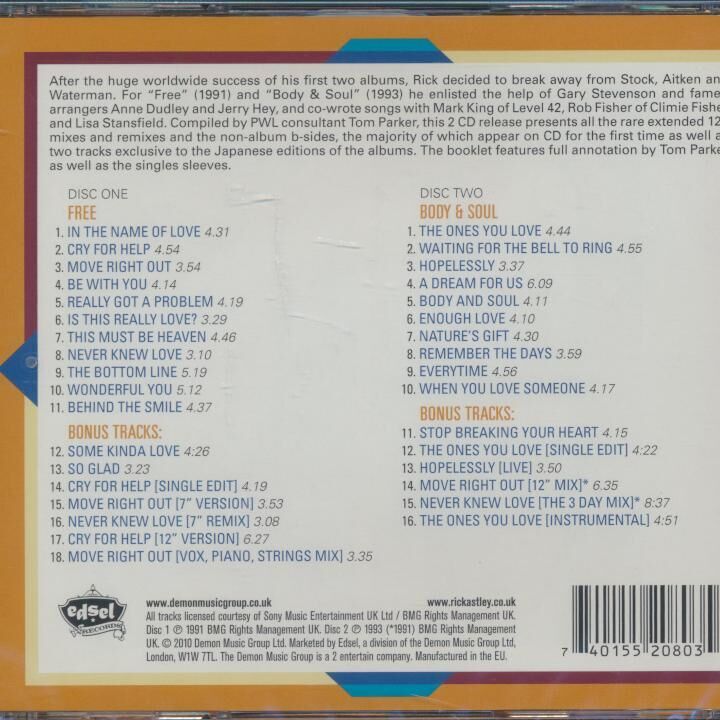 After the huge worldwide success of his first two albums, Rick decided to break away from Stock, Aitken an
Waterman. For "Free" (1991) and "Body & Soul" (1993) he enlisted the help of Gary Stevenson and fame
arrangers Anne Dudley and Jerry Hey, and co-wrote songs with Mark King of Level 42, Rob Fisher of Climie Fishe
and Lisa Stansfield. Compiled by PWL consultant Tom Parker, this 2 CD release presents all the rare extended 12
mixes and remixes and the non-album b-sides, the majority of which appear on CD for the first time as well a
two tracks exclusive to the Japanese editions of the albums. The booklet features full annotation by Tom Parke
as well as the singles sleeves.
DISC ONE
FREE
1. IN THE NAME OF LOVE 4.31
2. CRY FOR HELP 4.54
3. MOVE RIGHT OUT 3.54
4. BE WITH YOU 4.14
5. REALLY GOT A PROBLEM 4.19
6. IS THIS REALLY LOVE? 3.29
7. THIS MUST BE HEAVEN 4.46
8. NEVER KNEW LOVE 3.10
9. THE BOTTOM LINE 5.19
10. WONDERFUL YOU 5.12
11. BEHIND THE SMILE 4.37
BONUS TRACKS:
12. SOME KINDA LOVE 4:26
13. SO GLAD 3.23
14. CRY FOR HELP [SINGLE EDIT] 4.19
15. MOVE RIGHT OUT [7" VERSION] 3.53
16. NEVER KNEW LOVE [7" REMIX] 3.08
17. CRY FOR HELP [12" VERSION] 6.27
18. MOVE RIGHT OUT [VOX, PIANO, STRINGS MIX] 3.35
DISC TWO
BODY & SOUL
1. THE ONES YOU LOVE 4.44
2. WAITING FOR THE BELL TO RING 4.55
3. HOPELESSLY 3.37
4. A DREAM FOR US 6.09
5. BODY AND SOUL 4.11
6. ENOUGH LOVE 4.10
7. NATURE'S GIFT 4.30
8. REMEMBER THE DAYS 3.59
9. EVERYTIME 4.56
10. WHEN YOU LOVE SOMEONE 4.17
BONUS TRACKS:
11. STOP BREAKING YOUR HEART 4.15
12. THE ONES YOU LOVE [SINGLE EDIT] 4:22
13. HOPELESSLY [LIVE] 3.50
14. MOVE RIGHT OUT [12" MIX]* 6.35
15. NEVER KNEW LOVE [THE 3 DAY MIX]* 8:37
16. THE ONES YOU LOVE [INSTRUMENTAL] 4:51
edsel
RECORDS
www.demonmusicgroup.co.uk www.rickastley.co.uk
All tracks licensed courtesy of Sony Music Entertainment UK Ltd / BMG Rights Management UK.
Disc 1 ℗ 1991 BMG Rights Management UK. Disc 2 ℗ 1993 (*1991) BMG Rights Management
UK. © 2010 Demon Music Group Ltd. Marketed by Edsel, a division of the Demon Music Group Ltd,
London, W1W 7TL. The Demon Music Group is a 2 entertain company. Manufactured in the EU.
7 40155 20803